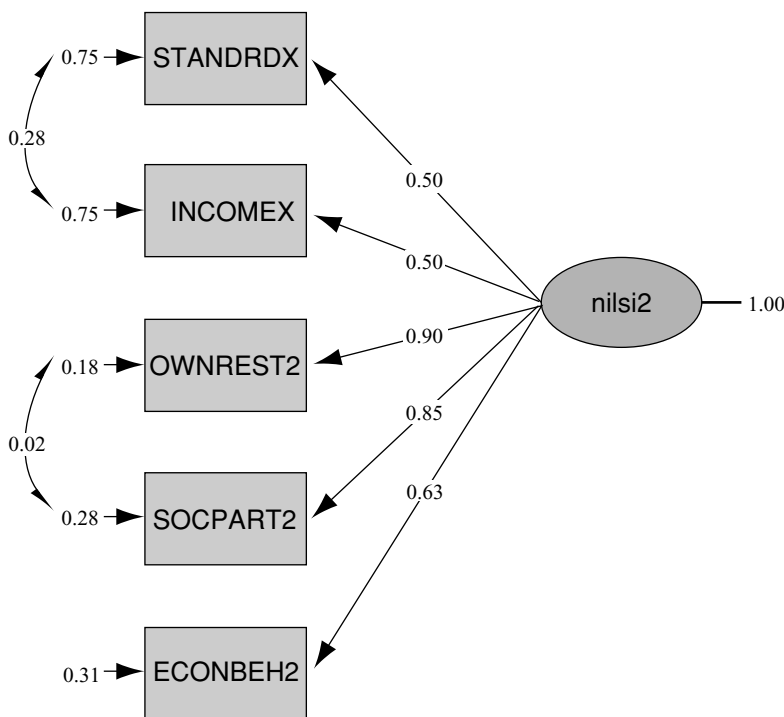 0.75
STANDRDX
0.28
0.50
0.75
INCOMEX
0.50
nilsi2
1.00
0.90
0.18
OWNREST2
0.85
0.02
0.63
0.28
SOCPART2
0.31
ECONBEH2